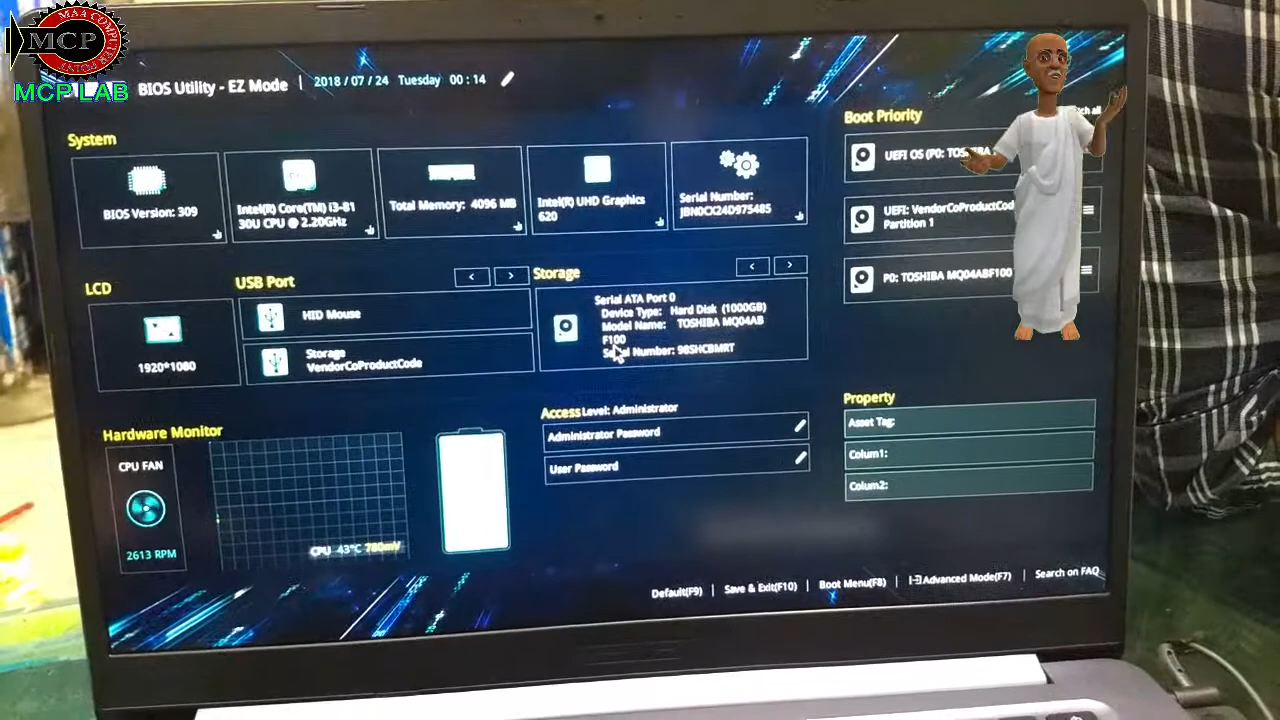 MAA COMPUTER POINT
MCP
MCP LAB
BIOS Utility - EZ Mode | 2018 / 07 / 24 Tuesday 00 : 14
System
BIOS Version: 309
Intel(R) Core(TM) i3-81
30U CPU @ 2.20GHz
Total Memory: 4096 MB
Intel(R) UHD Graphics
620
Serial Number:
JBN0CX24D975485
Boot Priority
UEFI OS (P0: TOSHIBA
UEFI: VendorCoProductCod
Partition 1
P0: TOSHIBA MQ04ABF100
LCD
1920*1080
USB Port
< >
HID Mouse
Storage
VendorCoProductCode
Storage
< >
Serial ATA Port 0
Device Type: Hard Disk (1000GB)
Model Name: TOSHIBA MQ04AB
F100
Serial Number: 98SHCBMRT
Hardware Monitor
CPU FAN
2613 RPM
CPU 43°C 780mV
Access Level: Administrator
Administrator Password
User Password
Property
Asset Tag:
Colum1:
Colum2:
Default(F9) | Save & Exit(F10) | Boot Menu(F8) | Advanced Mode(F7) | Search on FAQ